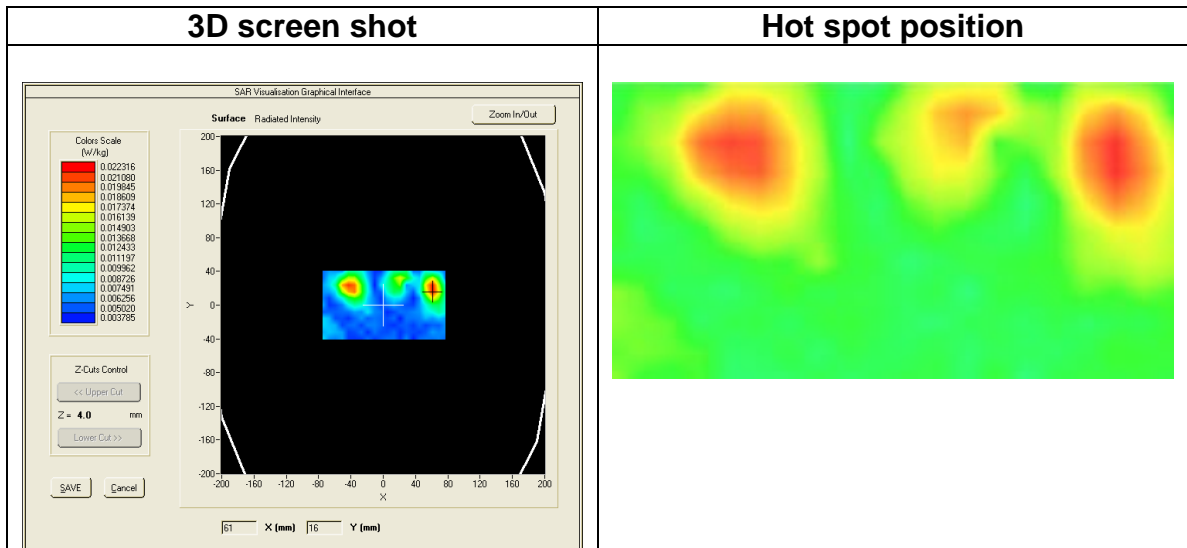 3D screen shot
Hot spot position
SAR Visualisation Graphical Interface
Surface Radiated Intensity
Zoom In/Out
Colors Scale
(W/kg)
0.022316
0.021080
0.019845
0.018609
0.017374
0.016139
0.014903
0.013668
0.012433
0.011197
0.009962
0.008726
0.007491
0.006256
0.005020
0.003785
Z-Cuts Control
<< Upper Cut
Z = 4.0 mm
Lower Cut >>
SAVE Cancel
200
160
120
80
40
0
-40
-80
-120
-160
-200
Y
-200 -160 -120 -80 -40 0 40 80 120 160 200
X
61 X (mm) 16 Y (mm)